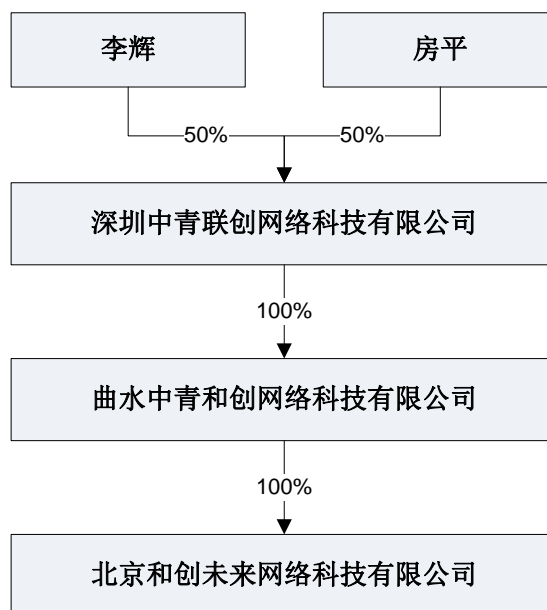 李辉
房平
50%
50%
深圳中青联创网络科技有限公司
100%
曲水中青和创网络科技有限公司
100%
北京和创未来网络科技有限公司